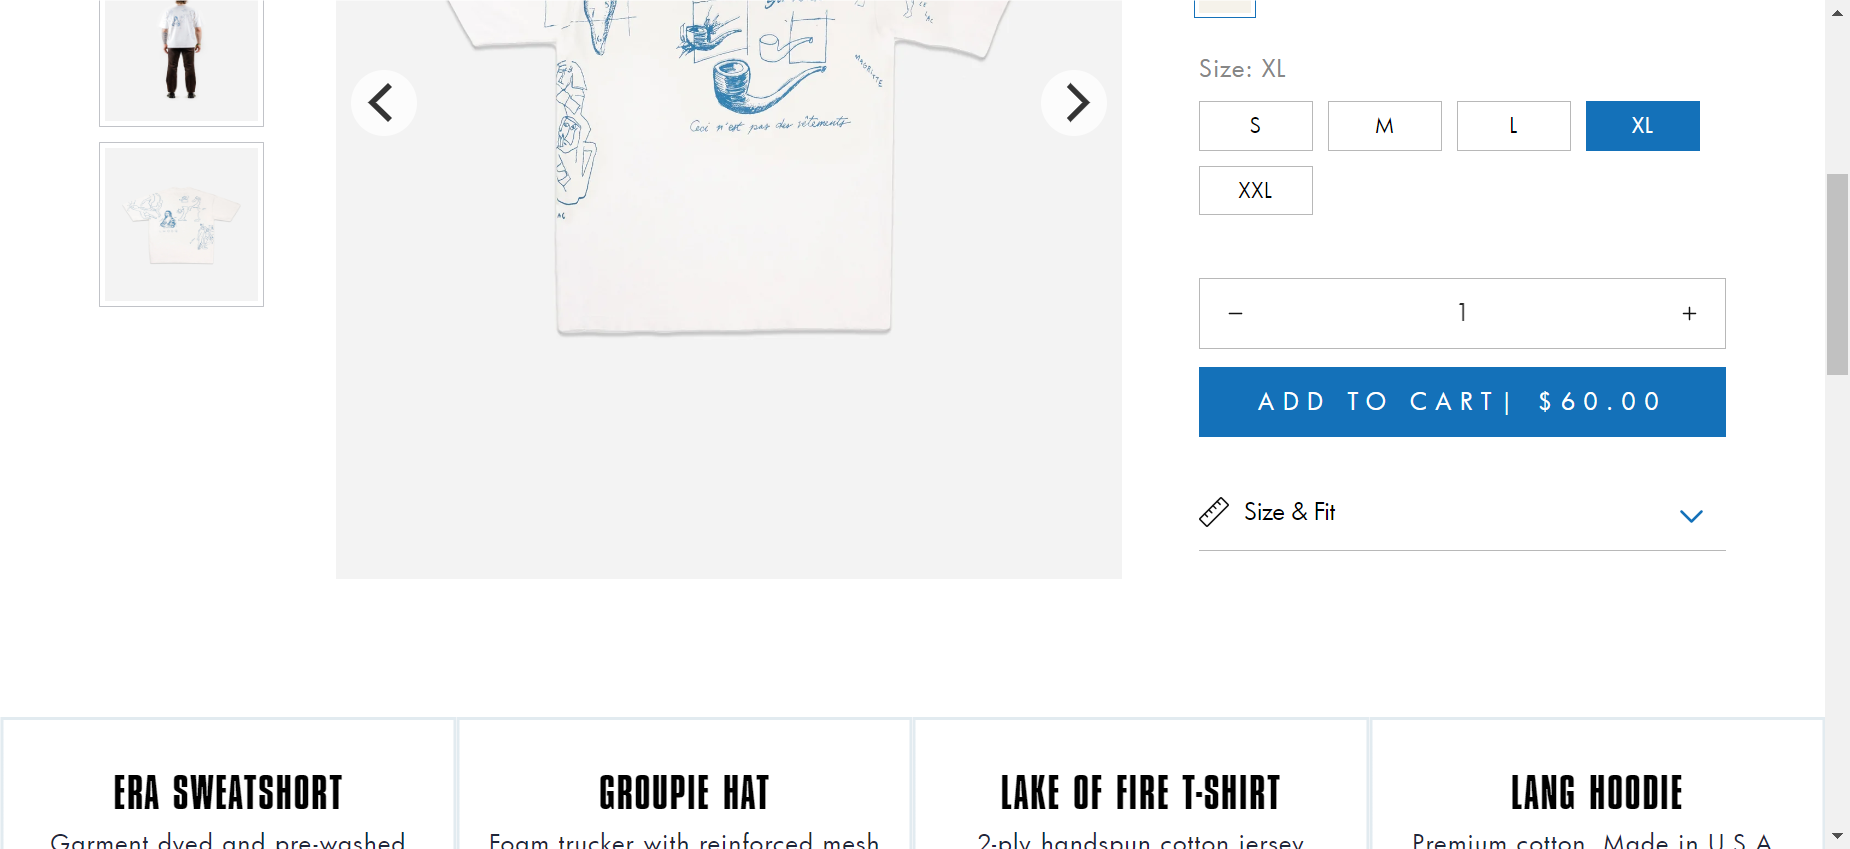 Size: XL
S
M
L
XL
XXL
MAGRITTE
Ceci n'est pas des vêtements
− 1 +
ADD TO CART| $60.00
Size & Fit
ERA SWEATSHORT
GROUPIE HAT
LAKE OF FIRE T-SHIRT
LANG HOODIE
Garment dyed and pre-washed
Foam trucker with reinforced mesh
2-ply handspun cotton jersey
Premium cotton. Made in U.S.A